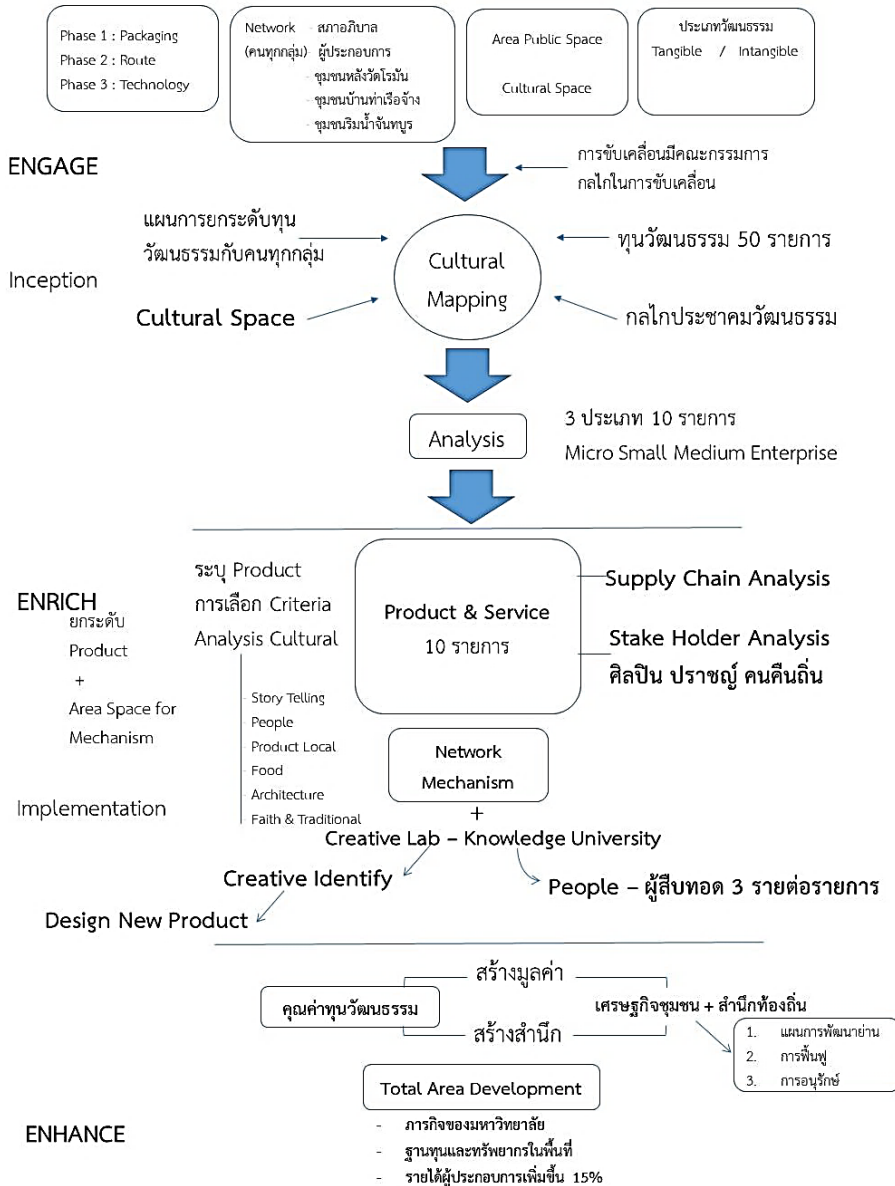 Phase 1 : Packaging
Phase 2 : Route
Phase 3 : Technology
Network - สภาอภิบาล
(คนทุกกลุ่ม) - ผู้ประกอบการ
- ชุมชนหลังวัดโรมัน
- ชุมชนบ้านท่าเรือจ้าง
- ชุมชนริมน้ำจันทบูร
Area Public Space
Cultural Space
ประเภทวัฒนธรรม
Tangible / Intangible
ENGAGE
การขับเคลื่อนมีคณะกรรมการ
กลไกในการขับเคลื่อน
แผนการยกระดับทุน
วัฒนธรรมกับคนทุกกลุ่ม
ทุนวัฒนธรรม 50 รายการ
Inception
Cultural
Mapping
Cultural Space
กลไกประชาคมวัฒนธรรม
Analysis
3 ประเภท 10 รายการ
Micro Small Medium Enterprise
ENRICH
ยกระดับ
Product
+
Area Space for
Mechanism
ระบุ Product
การเลือก Criteria
Analysis Cultural
- Story Telling
- People
- Product Local
- Food
- Architecture
- Faith & Traditional
Product & Service
10 รายการ
Supply Chain Analysis
Stake Holder Analysis
ศิลปิน ปราชญ์ คนคืนถิ่น
Implementation
Network
Mechanism
+
Creative Lab – Knowledge University
Creative Identify
People – ผู้สืบทอด 3 รายต่อรายการ
Design New Product
คุณค่าทุนวัฒนธรรม
สร้างมูลค่า
สร้างสำนึก
เศรษฐกิจชุมชน + สำนึกท้องถิ่น
1. แผนการพัฒนาย่าน
2. การฟื้นฟู
3. การอนุรักษ์
Total Area Development
ENHANCE
- ภารกิจของมหาวิทยาลัย
- ฐานทุนและทรัพยากรในพื้นที่
- รายได้ผู้ประกอบการเพิ่มขึ้น 15%